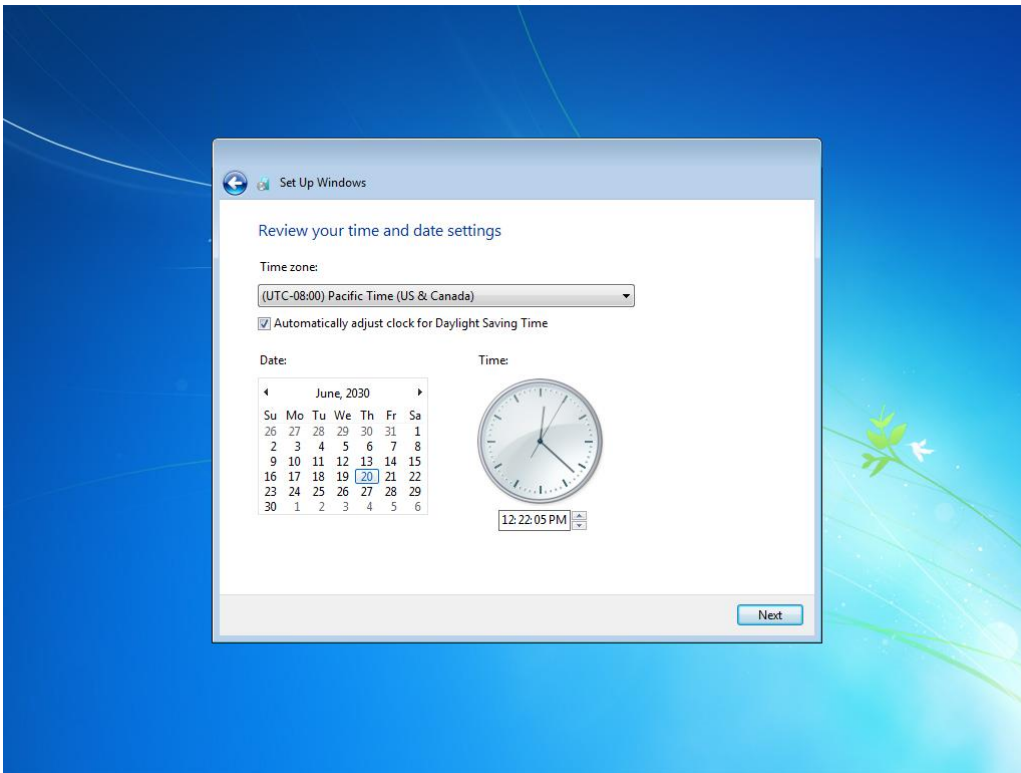 Set Up Windows
Review your time and date settings
Time zone:
(UTC-08:00) Pacific Time (US & Canada)
Automatically adjust clock for Daylight Saving Time
Date:
Time:
June, 2030
Su Mo Tu We Th Fr Sa
26 27 28 29 30 31 1
2 3 4 5 6 7 8
9 10 11 12 13 14 15
16 17 18 19 20 21 22
23 24 25 26 27 28 29
30 1 2 3 4 5 6
12:22:05 PM
Next